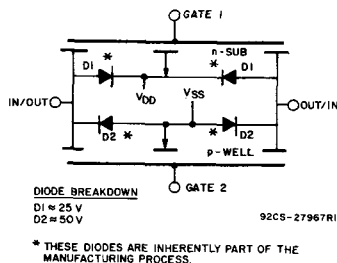 GATE 1
n-SUB
* *
D1 D1
VDD VSS
IN/OUT OUT/IN
* *
D2 D2
p-WELL
GATE 2
DIODE BREAKDOWN
D1 ≈ 25 V
D2 ≈ 50 V
92CS-27967R1
* THESE DIODES ARE INHERENTLY PART OF THE
MANUFACTURING PROCESS.